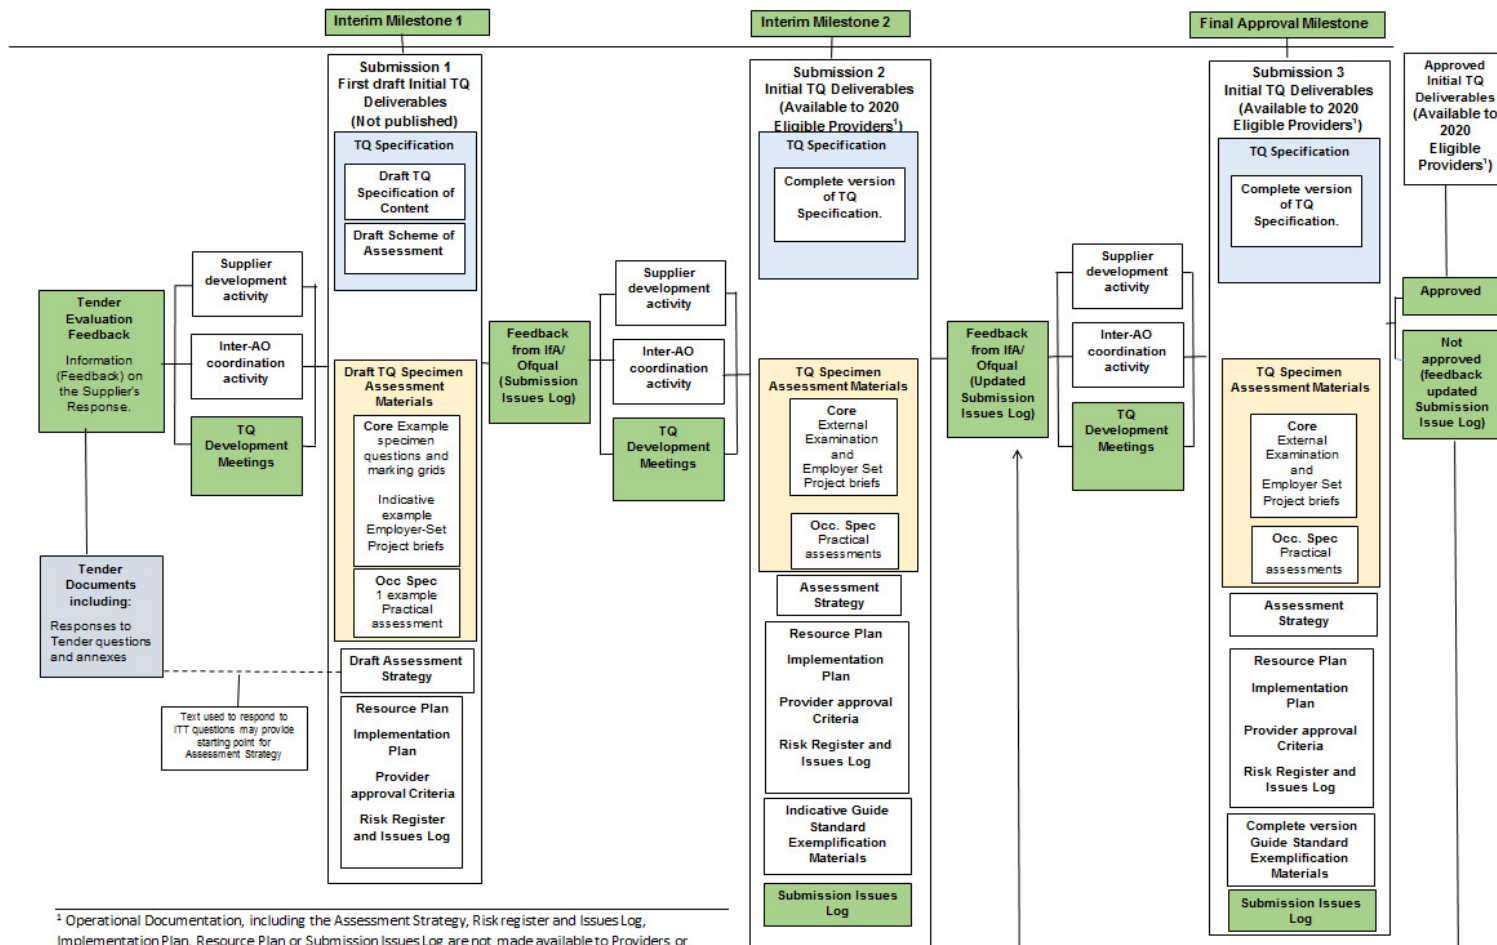 Interim Milestone 1
Interim Milestone 2
Final Approval Milestone
Tender
Evaluation
Feedback
Information
(Feedback) on
the Supplier's
Response.
Tender
Documents
including:
Responses to
Tender questions
and annexes
Text used to respond to
ITT questions may provide
starting point for
Assessment Strategy
Supplier
development
activity
Inter-AO
coordination
activity
TQ
Development
Meetings
Submission 1
First draft Initial TQ
Deliverables
(Not published)
TQ Specification
Draft TQ
Specification of
Content
Draft Scheme of
Assessment
Draft TQ Specimen
Assessment
Materials
Core Example
specimen
questions and
marking grids
Indicative
example
Employer-Set
Project briefs
Occ Spec
1 example
Practical
assessment
Draft Assessment
Strategy
Resource Plan
Implementation
Plan
Provider
approval Criteria
Risk Register
and Issues Log
Feedback
from IfA/
Ofqual
(Submission
Issues Log)
Supplier
development
activity
Inter-AO
coordination
activity
TQ
Development
Meetings
Submission 2
Initial TQ Deliverables
(Available to 2020
Eligible Providers¹)
TQ Specification
Complete version
of TQ
Specification.
TQ Specimen
Assessment Materials
Core
External
Examination
and
Employer Set
Project briefs
Occ. Spec
Practical
assessments
Assessment
Strategy
Resource Plan
Implementation
Plan
Provider approval
Criteria
Risk Register and
Issues Log
Indicative Guide
Standard
Exemplification
Materials
Submission Issues
Log
Feedback
from IfA/
Ofqual
(Updated
Submission
Issues Log)
Supplier
development
activity
Inter-AO
coordination
activity
TQ
Development
Meetings
Submission 3
Initial TQ Deliverables
(Available to 2020
Eligible Providers¹)
TQ Specification
Complete version
of TQ
Specification.
TQ Specimen
Assessment Materials
Core
External
Examination
and
Employer Set
Project briefs
Occ. Spec
Practical
assessments
Assessment
Strategy
Resource Plan
Implementation
Plan
Provider approval
Criteria
Risk Register and
Issues Log
Complete version
Guide Standard
Exemplification
Materials
Submission Issues
Log
Approved
Initial TQ
Deliverables
(Available to
2020
Eligible
Providers¹)
Approved
Not
approved
(feedback
updated
Submission
Issue Log)
¹ Operational Documentation, including the Assessment Strategy, Risk register and Issues Log,
Implementation Plan, Resource Plan or Submission Issues Log are not made available to Providers or